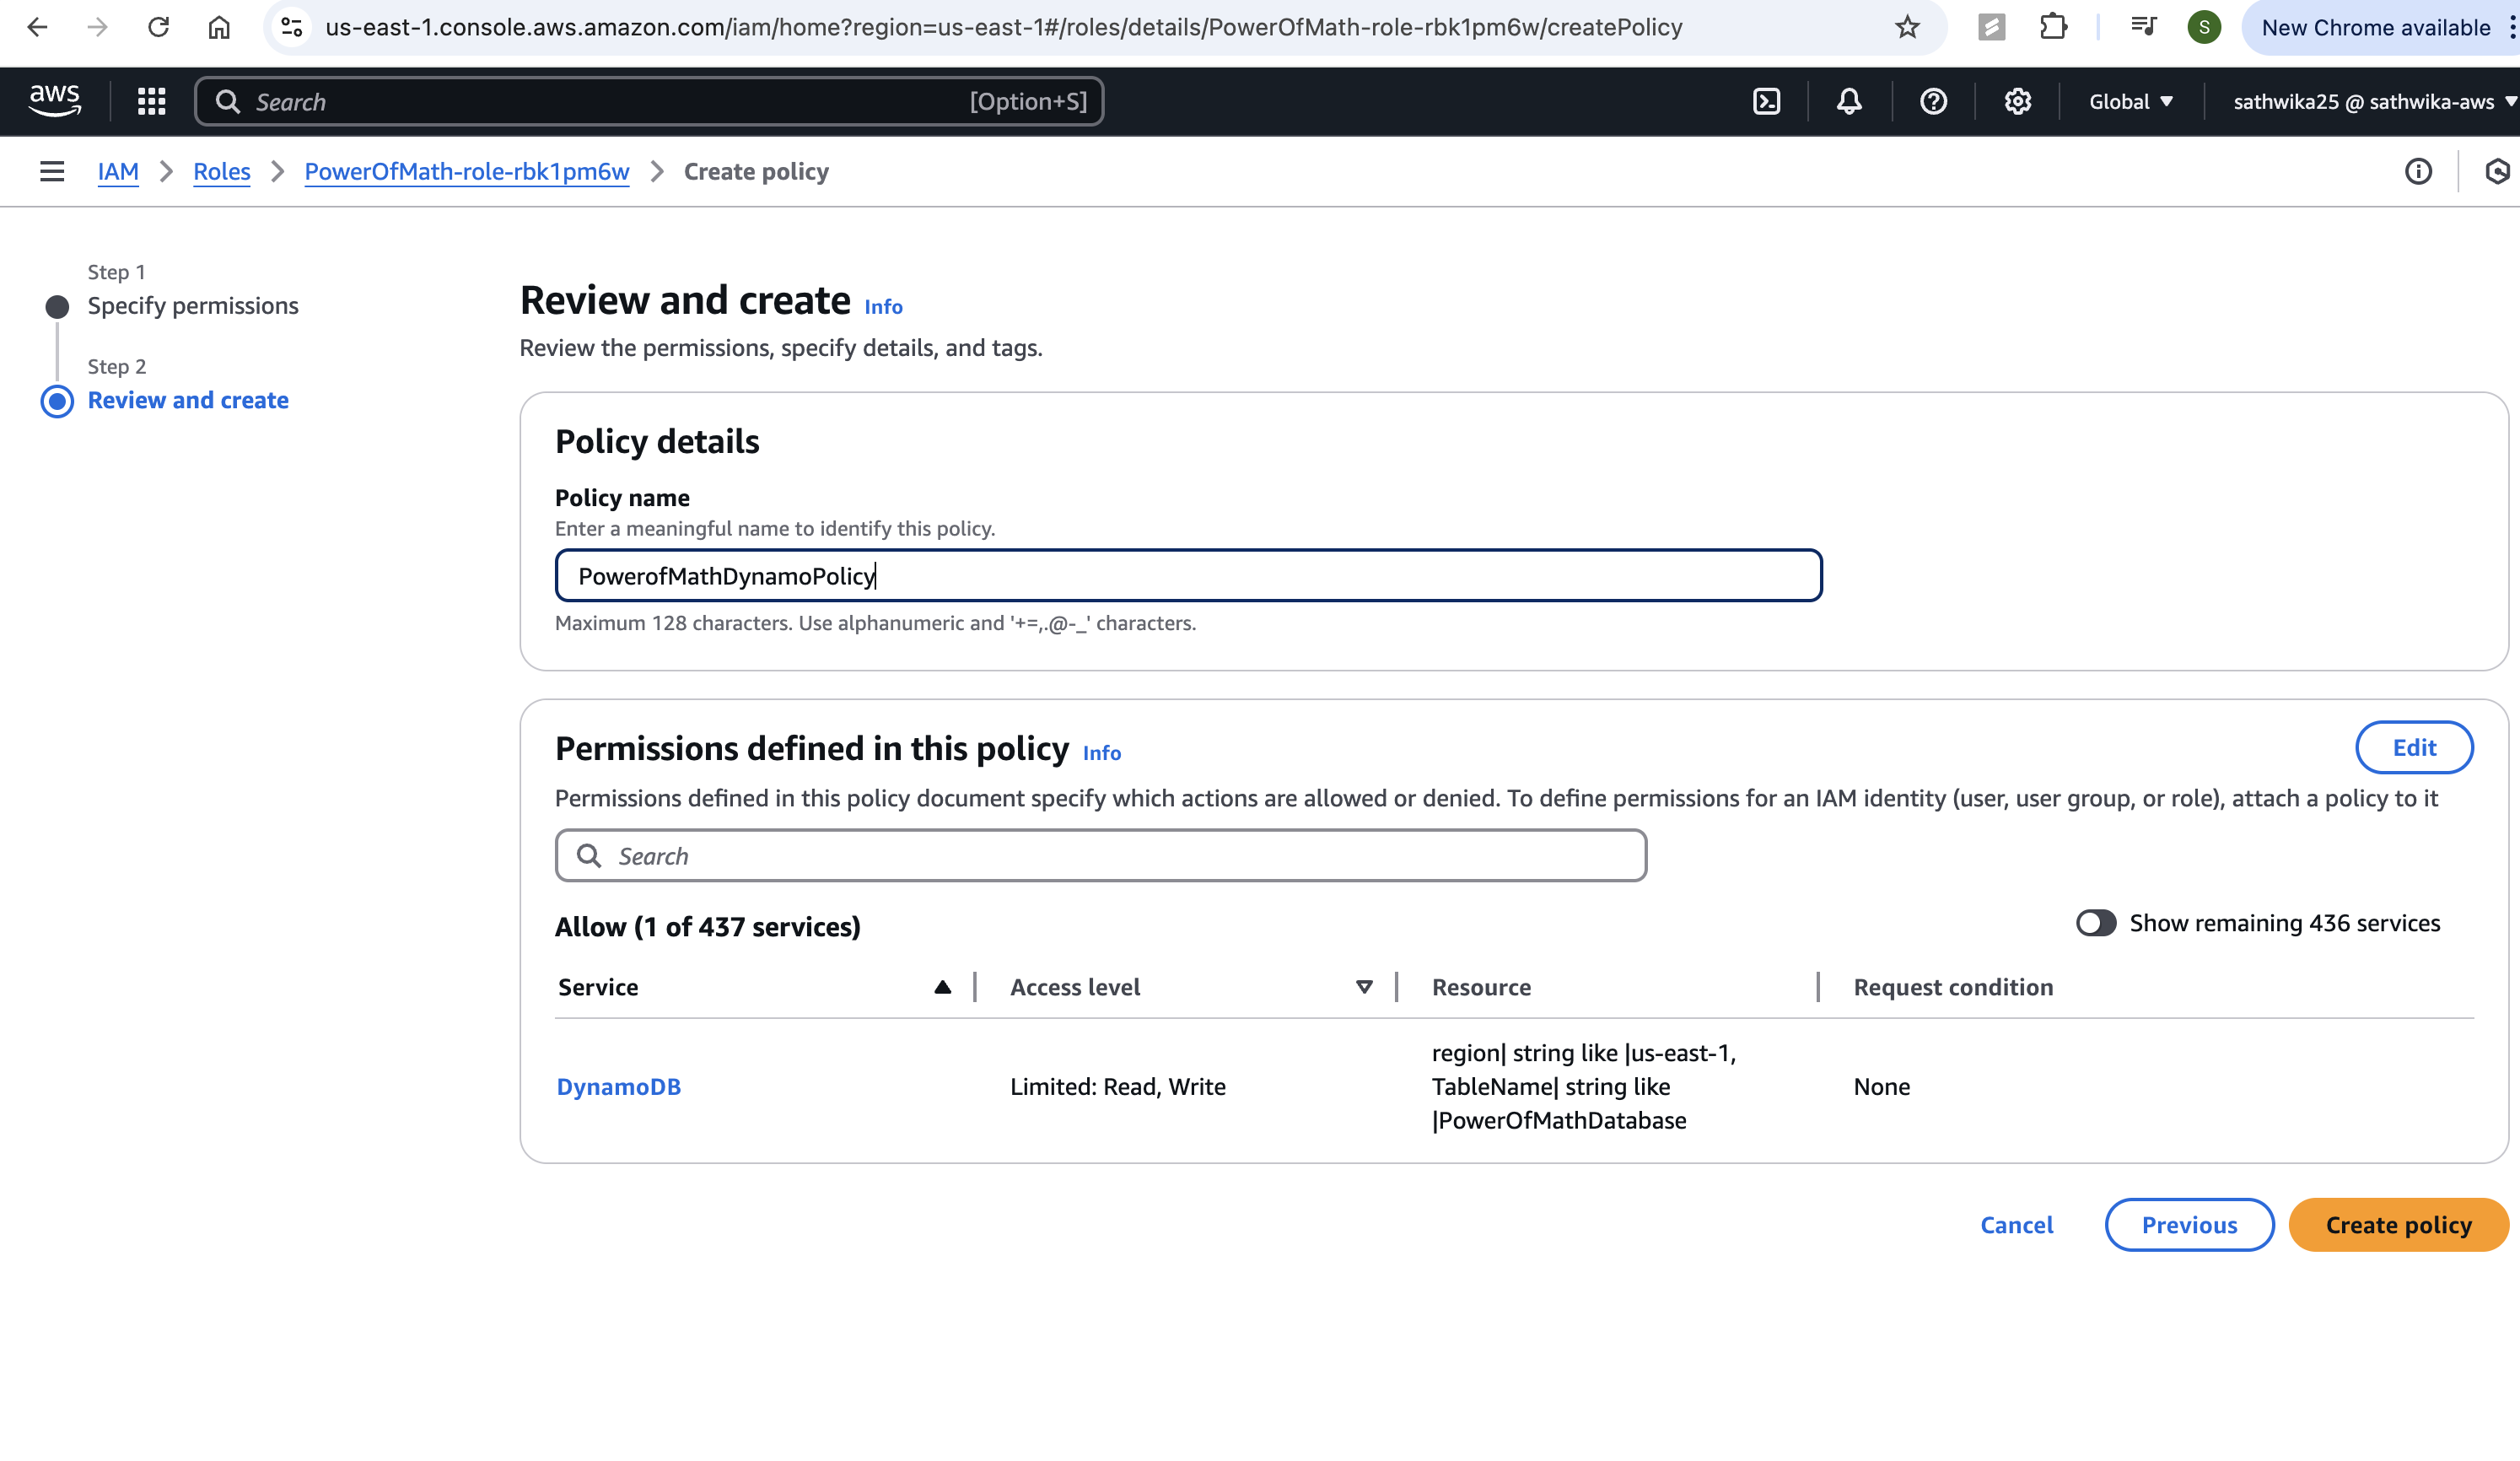 us-east-1.console.aws.amazon.com/iam/home?region=us-east-1#/roles/details/PowerOfMath-role-rbk1pm6w/createPolicy
S
New Chrome available
aws
Search
[Option+S]
Global
sathwika25 @ sathwika-aws
IAM
Roles
PowerOfMath-role-rbk1pm6w
Create policy
Step 1
Specify permissions
Step 2
Review and create
Review and create Info
Review the permissions, specify details, and tags.
Policy details
Policy name
Enter a meaningful name to identify this policy.
PowerofMathDynamoPolicy
Maximum 128 characters. Use alphanumeric and '+=,.@-_' characters.
Permissions defined in this policy Info
Edit
Permissions defined in this policy document specify which actions are allowed or denied. To define permissions for an IAM identity (user, user group, or role), attach a policy to it
Search
Allow (1 of 437 services)
Show remaining 436 services
Service
Access level
Resource
Request condition
DynamoDB
Limited: Read, Write
region| string like |us-east-1,
TableName| string like
|PowerOfMathDatabase
None
Cancel
Previous
Create policy